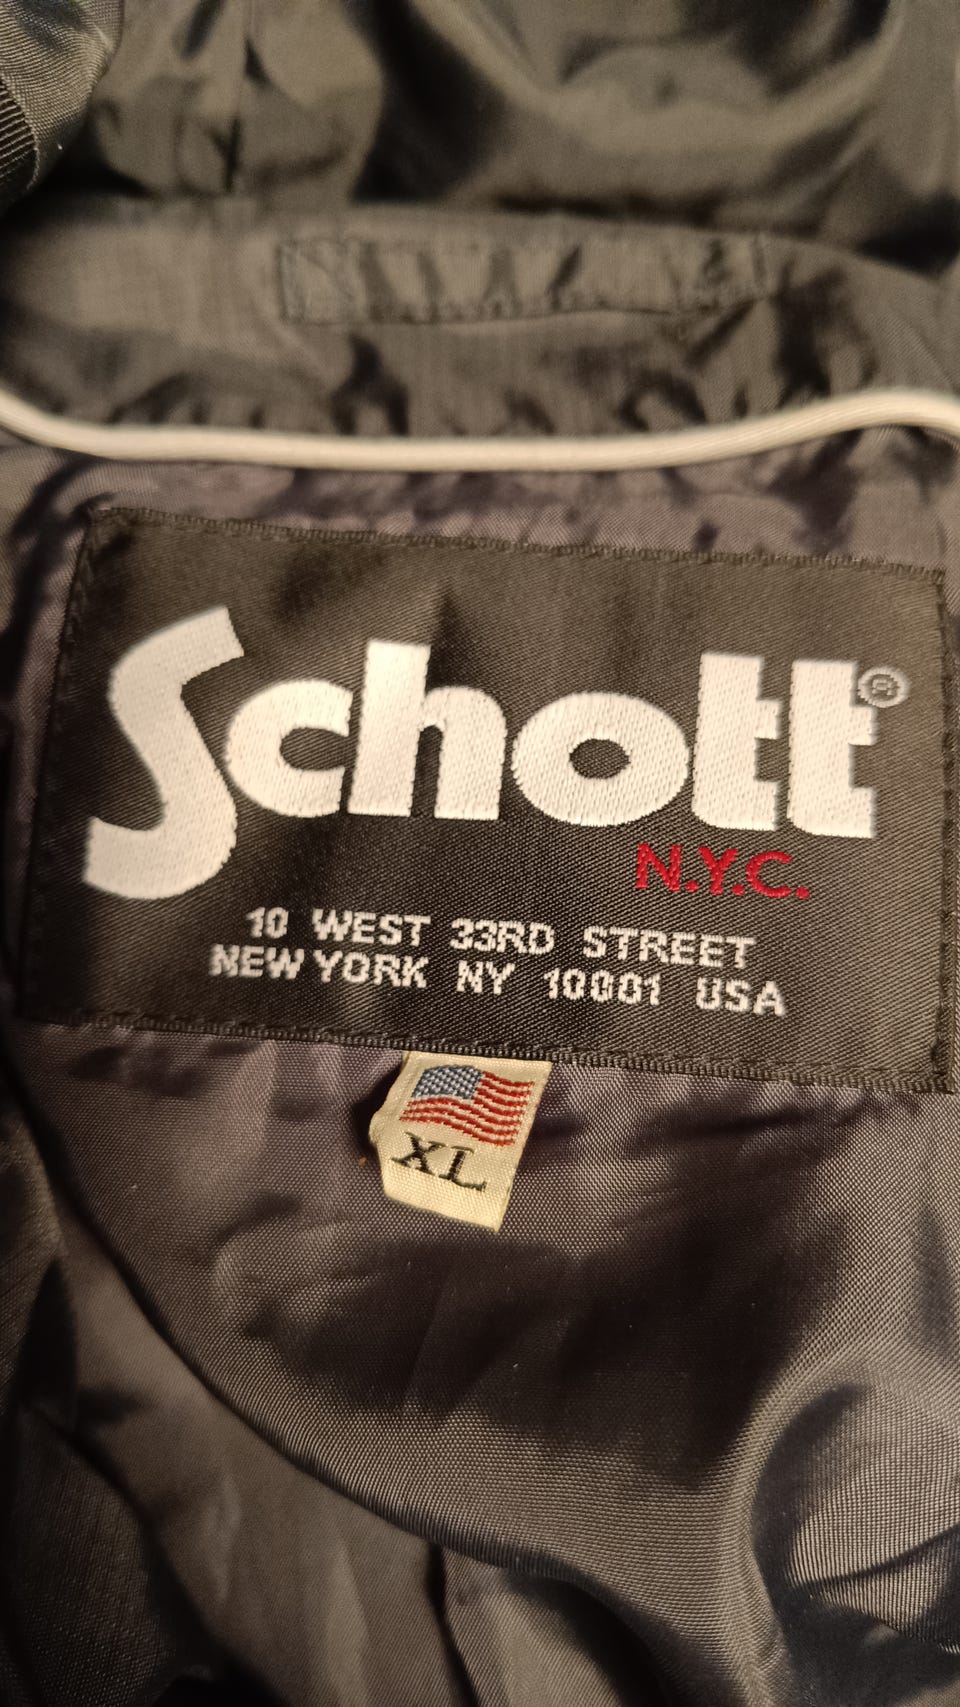 Schott®
N.Y.C.
10 WEST 33RD STREET
NEW YORK NY 10001 USA
XL